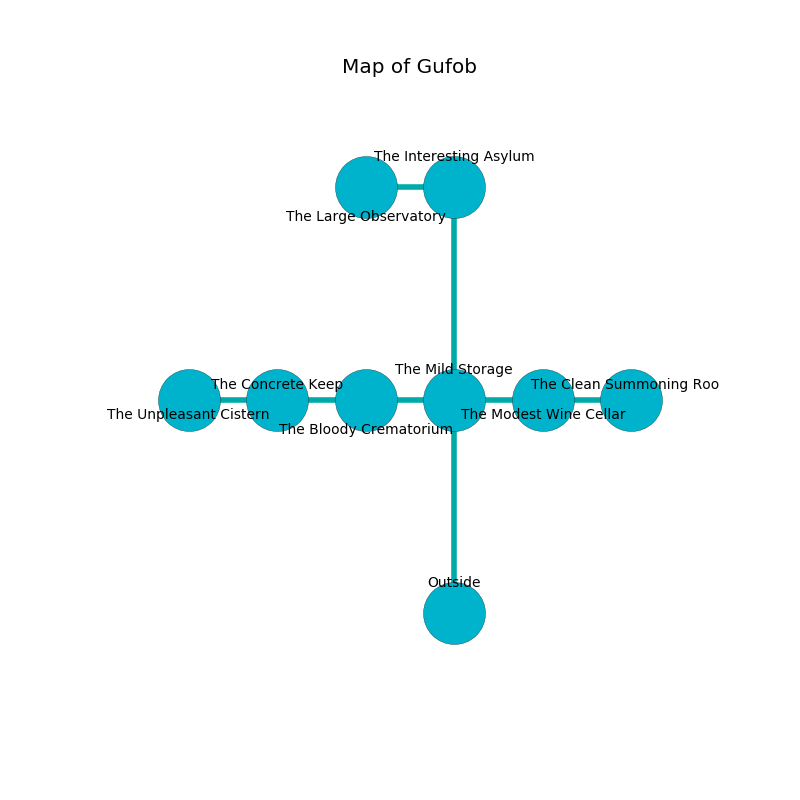 Map of Gufob
The Interesting Asylum
The Large Observatory
The Mild Storage
The Concrete Keep
The Clean Summoning Roo
The Unpleasant Cistern
The Modest Wine Cellar
The Bloody Crematorium
Outside